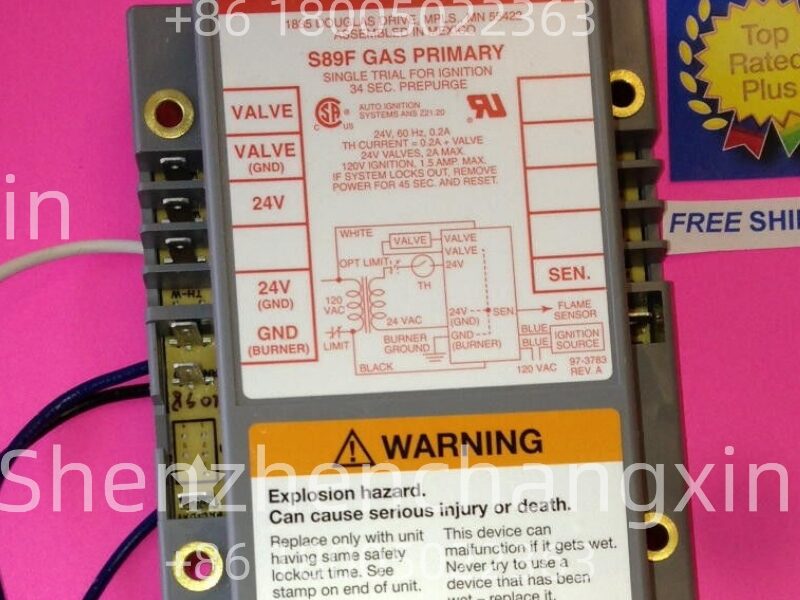 +86 18005022363
1885 DOUGLAS DRIVE, MPLS., MN 55422
ASSEMBLED IN MEXICO
S89F GAS PRIMARY
SINGLE TRIAL FOR IGNITION
34 SEC. PREPURGE
AUTO IGNITION
SYSTEMS ANS Z21.20
C US
24V, 60 Hz, 0.2A
TH CURRENT = 0.2A + VALVE
24V VALVES, 2A MAX.
120V IGNITION, 1.5 AMP. MAX.
IF SYSTEM LOCKS OUT, REMOVE
POWER FOR 45 SEC. AND RESET.
VALVE
VALVE
(GND)
24V
24V
(GND)
GND
(BURNER)
SEN.
WHITE
VALVE
VALVE
VALVE
OPT LIMIT
24V
TH
120
VAC
24 VAC
24V
(GND)
SEN
FLAME
SENSOR
LIMIT
BURNER
GROUND
GND
(BURNER)
BLUE
BLUE
IGNITION
SOURCE
BLACK
120 VAC
97-3783
REV. A
TH-W
Top
Rated
Plus
FREE SHI
in
Shenzhenchangxin
WARNING
Explosion hazard.
Can cause serious injury or death.
Replace only with unit
having same safety
lockout time. See
stamp on end of unit.
This device can
malfunction if it gets wet.
Never try to use a
device that has been
wet – replace it.